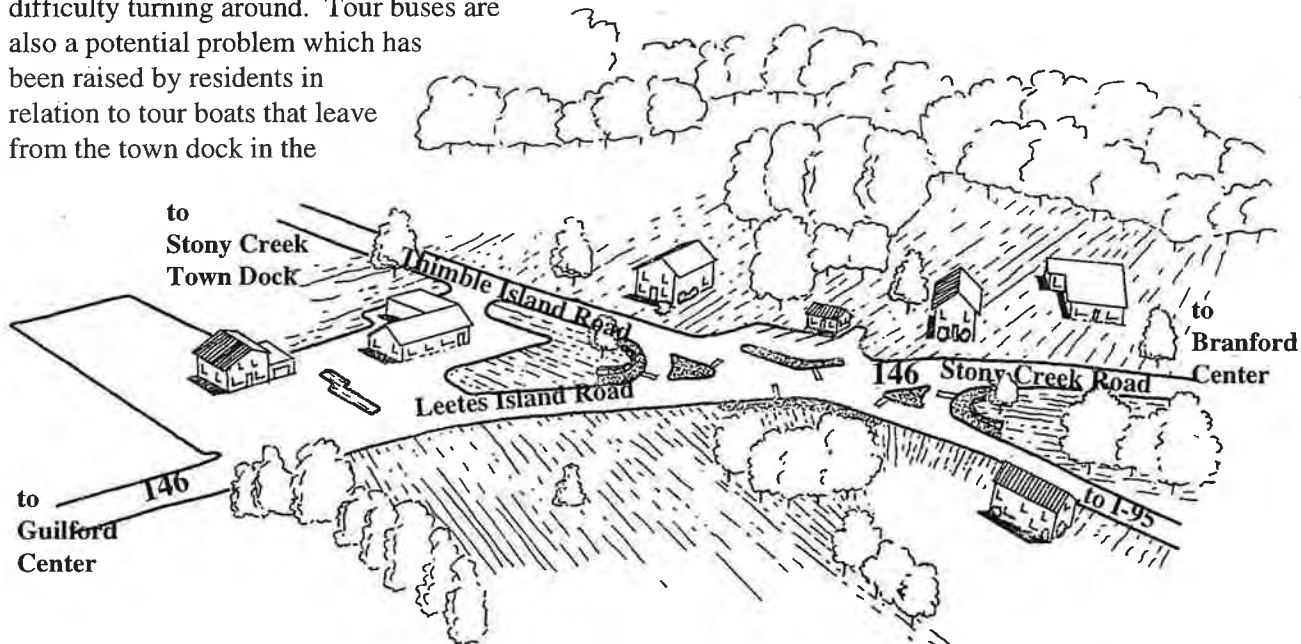 difficulty turning around. Tour buses are
also a potential problem which has
been raised by residents in
relation to tour boats that leave
from the town dock in the
to
Stony Creek
Town Dock
Thimble Island Road
to
Branford
Center
146 Stony Creek Road
Leetes Island Road
146
to I-95
to
Guilford
Center